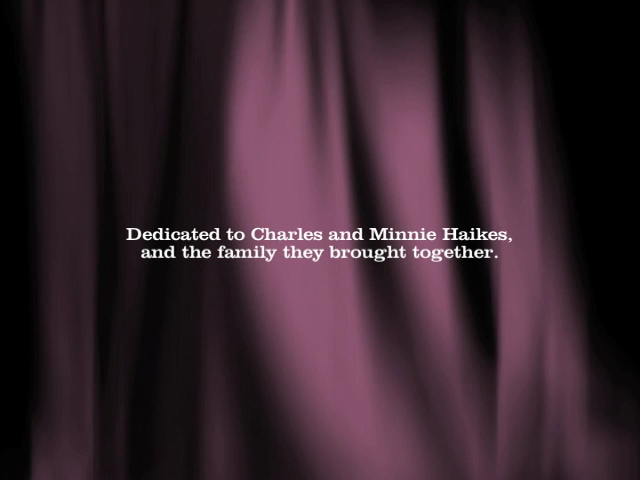 Dedicated to Charles and Minnie Haikes,
and the family they brought together.